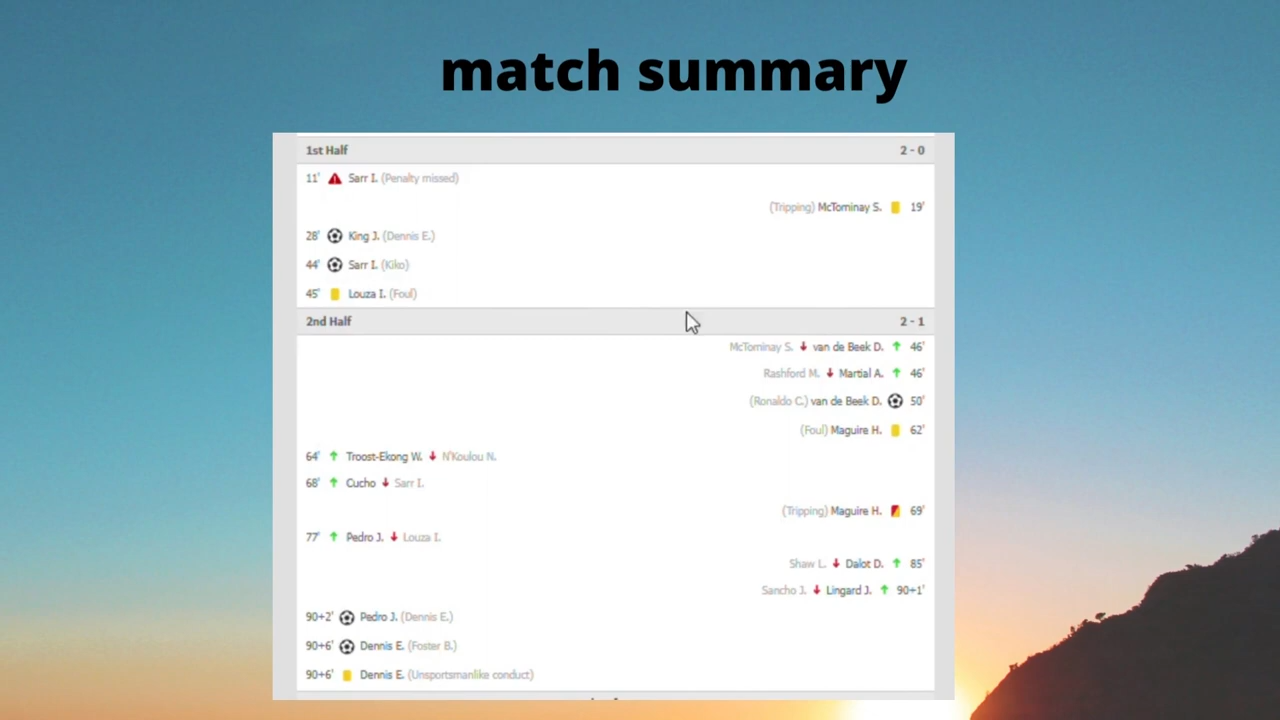 match summary
1st Half 2 - 0
11' Sarr I. (Penalty missed)
(Tripping) McTominay S. 19'
28' King J. (Dennis E.)
44' Sarr I. (Kiko)
45' Louza I. (Foul)
2nd Half 2 - 1
McTominay S. van de Beek D. 46'
Rashford M. Martial A. 46'
(Ronaldo C.) van de Beek D. 50'
(Foul) Maguire H. 62'
64' Troost-Ekong W. N'Koulou N.
68' Cucho Sarr I.
(Tripping) Maguire H. 69'
77' Pedro J. Louza I.
Shaw L. Dalot D. 85'
Sancho J. Lingard J. 90+1'
90+2' Pedro J. (Dennis E.)
90+6' Dennis E. (Foster B.)
90+6' Dennis E. (Unsportsmanlike conduct)